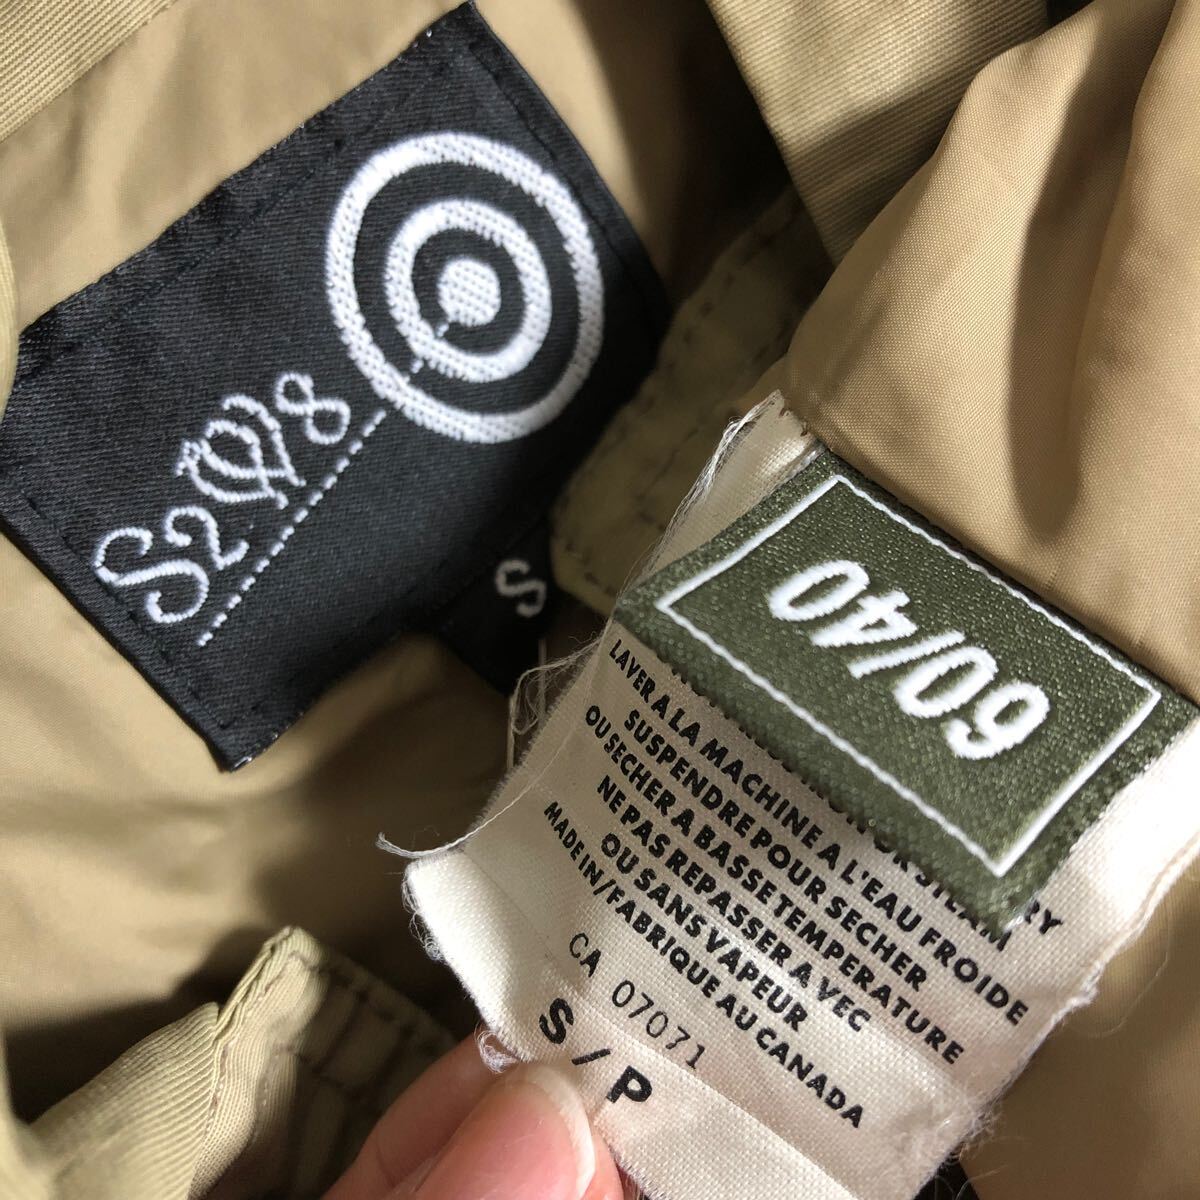 S2W8
S
60/40
LAVER A LA MACHINE A L'EAU FROIDE
SUSPENDRE POUR SECHER
OU SECHER A BASSE TEMPERATURE
NE PAS REPASSER AVEC
OU SANS VAPEUR
MADE IN/FABRIQUE AU CANADA
CA 07071
S/P